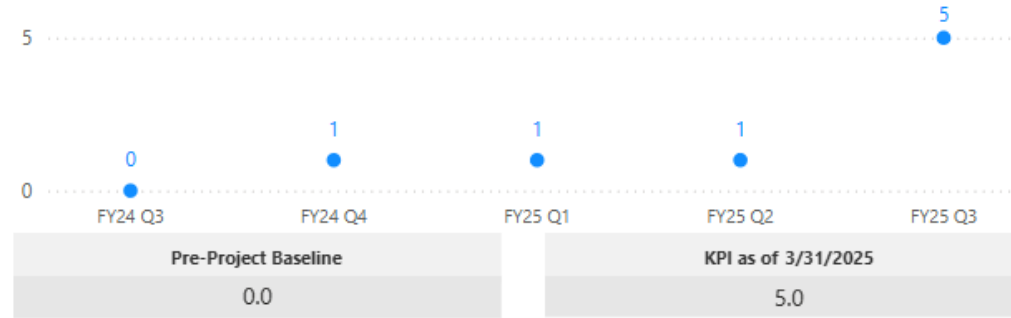 5
5
1
1
1
0
0
FY24 Q3
FY24 Q4
FY25 Q1
FY25 Q2
FY25 Q3
Pre-Project Baseline
KPI as of 3/31/2025
0.0
5.0